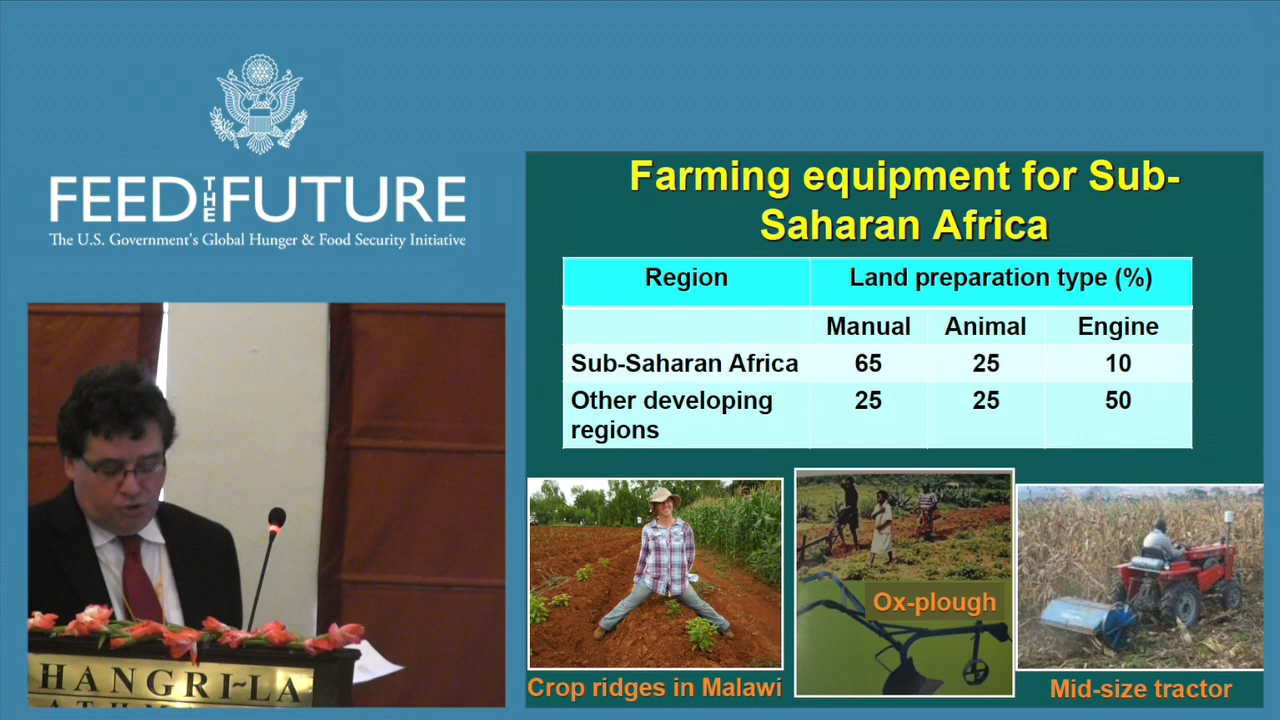 FEED THE FUTURE
The U.S. Government's Global Hunger & Food Security Initiative
Farming equipment for Sub-
Saharan Africa
Region Land preparation type (%)
Manual Animal Engine
Sub-Saharan Africa 65 25 10
Other developing 25 25 50
regions
Ox-plough
Crop ridges in Malawi
Mid-size tractor
HANGRI~LA